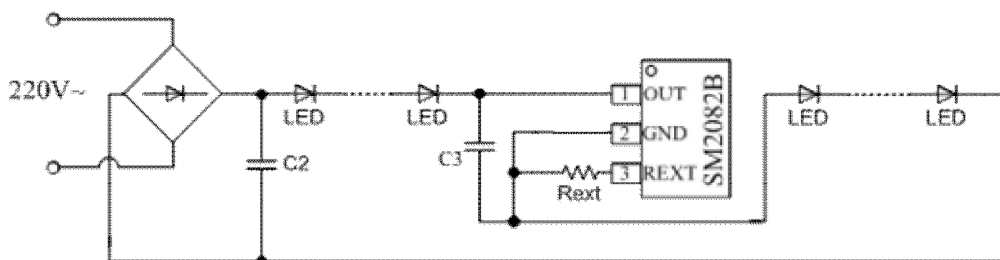 220V~
LED
LED
C2
C3
1 OUT
2 GND
3 REXT
Rext
SM2082B
LED
LED